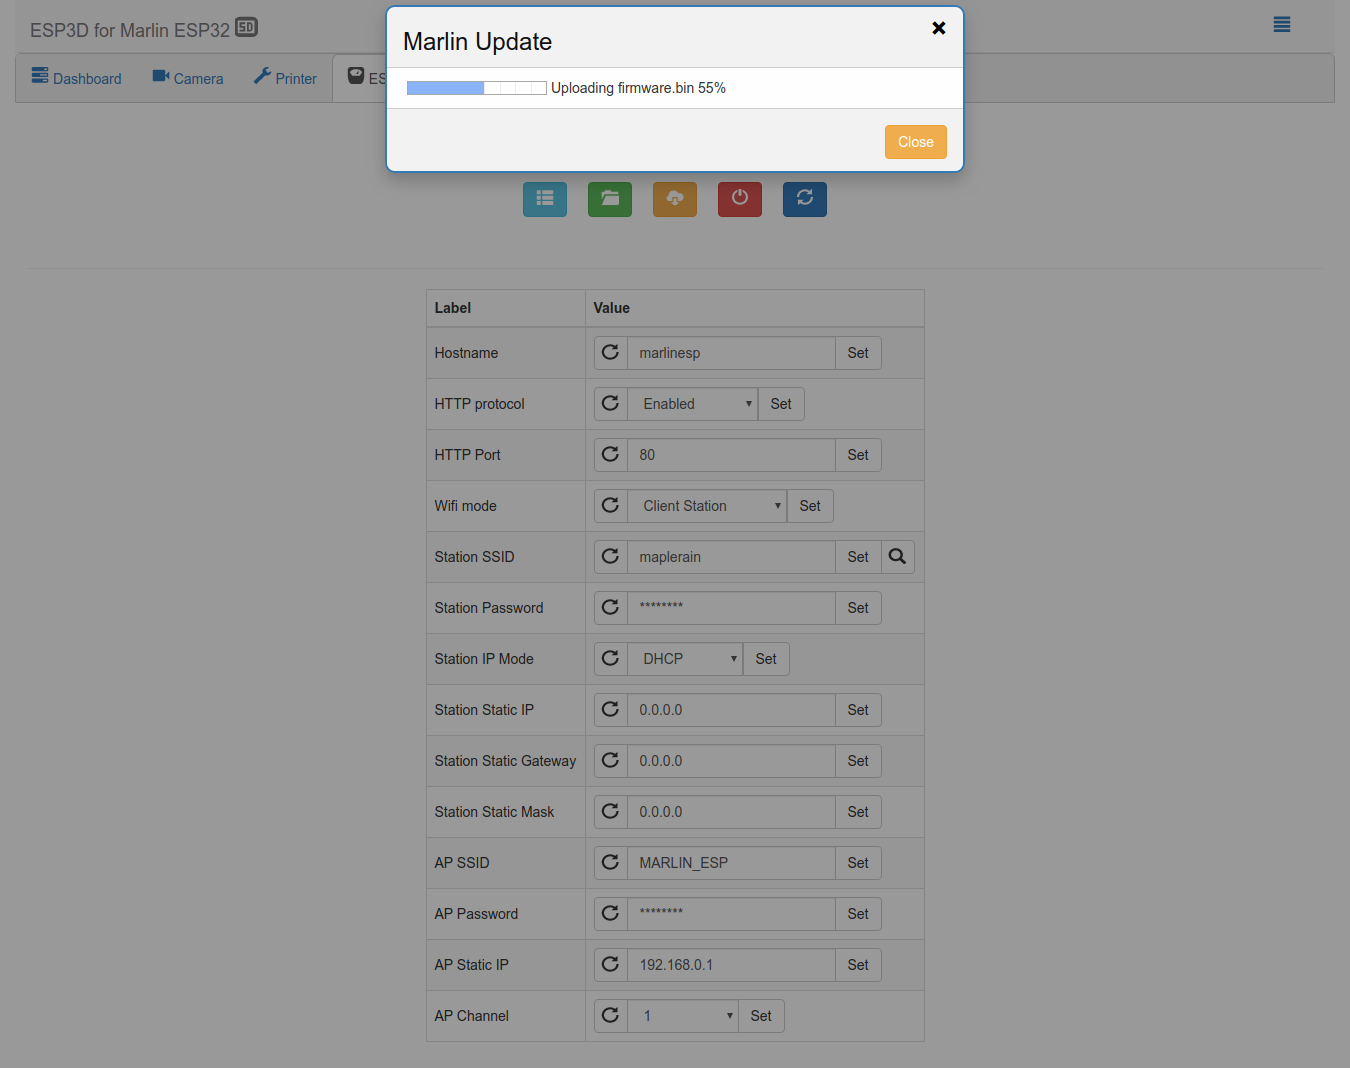 ESP3D for Marlin ESP32 SD
Marlin Update
Dashboard Camera Printer ES
Uploading firmware.bin 55%
Close
Label Value
Hostname marlinesp Set
HTTP protocol Enabled Set
HTTP Port 80 Set
Wifi mode Client Station Set
Station SSID maplerain Set
Station Password ******** Set
Station IP Mode DHCP Set
Station Static IP 0.0.0.0 Set
Station Static Gateway 0.0.0.0 Set
Station Static Mask 0.0.0.0 Set
AP SSID MARLIN_ESP Set
AP Password ******** Set
AP Static IP 192.168.0.1 Set
AP Channel 1 Set